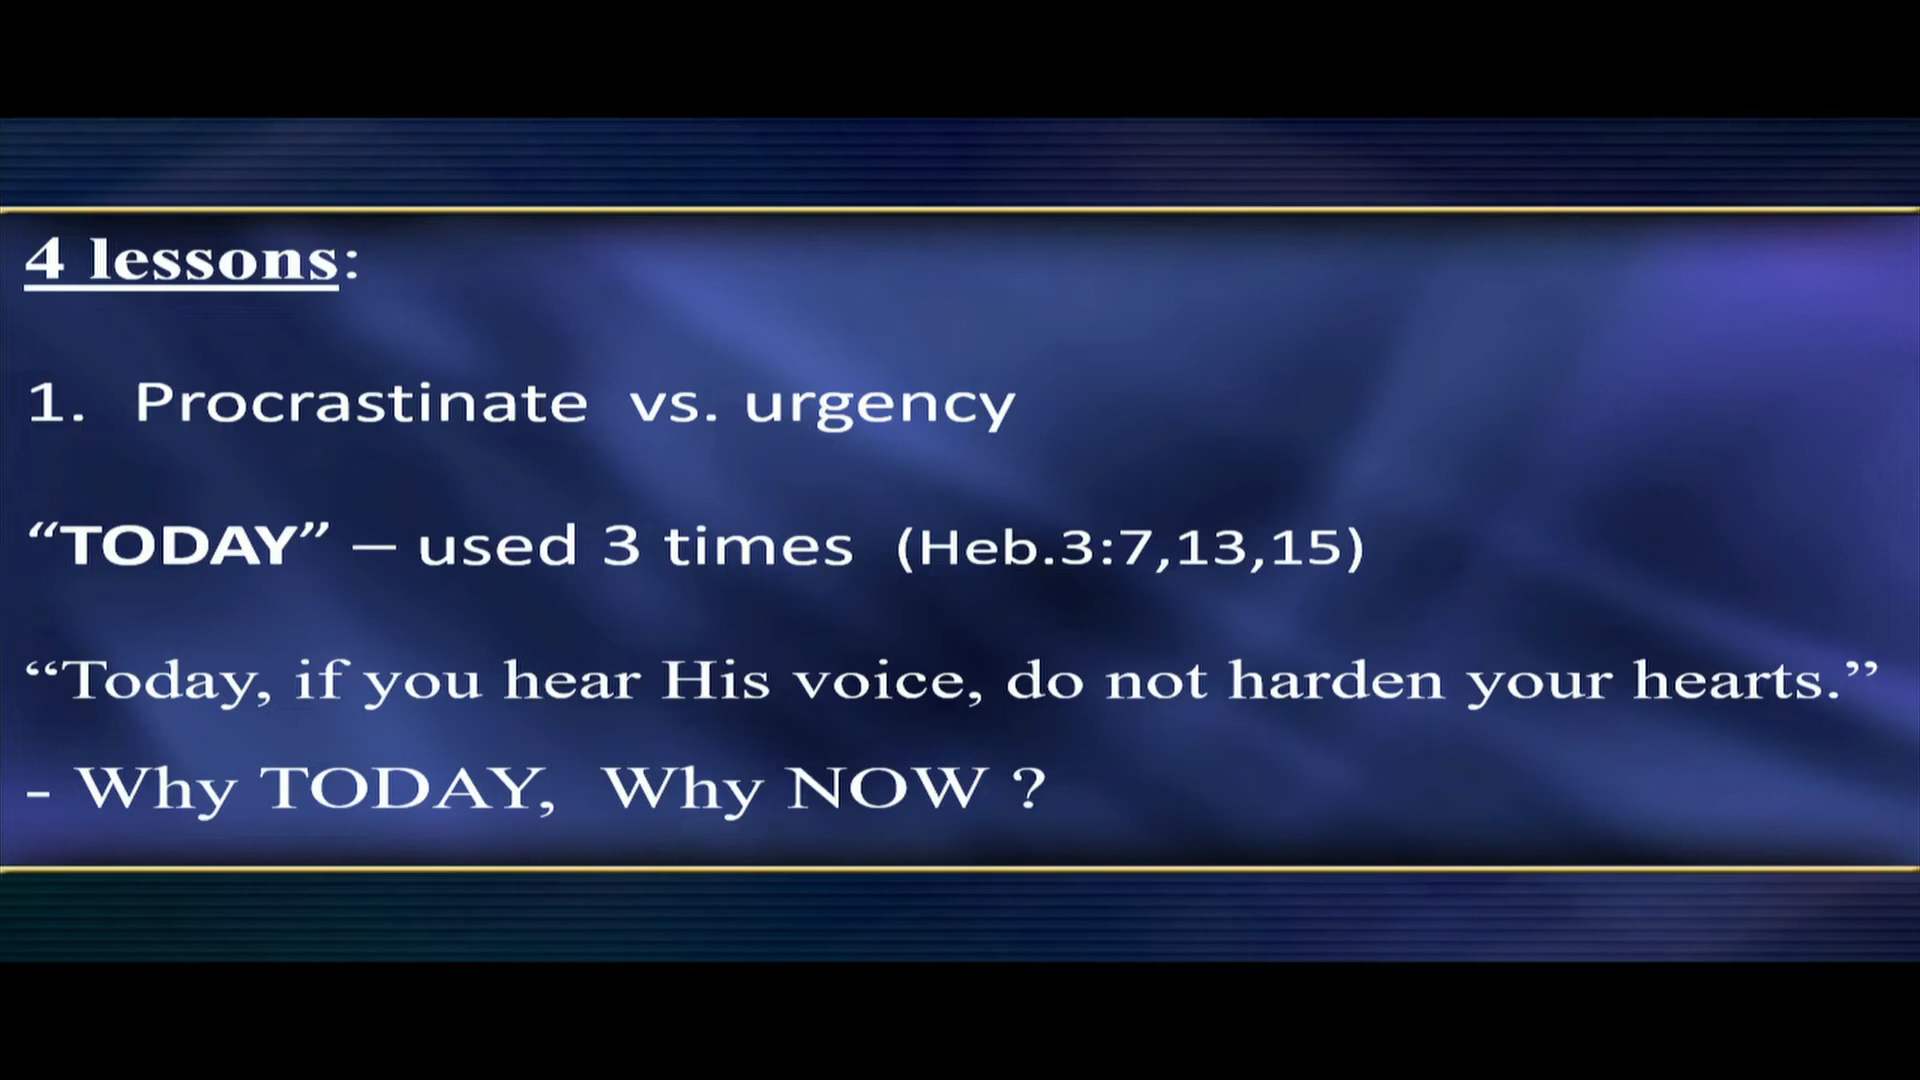 4 lessons:
1. Procrastinate vs. urgency
“TODAY” – used 3 times (Heb.3:7,13,15)
“Today, if you hear His voice, do not harden your hearts.”
- Why TODAY, Why NOW ?